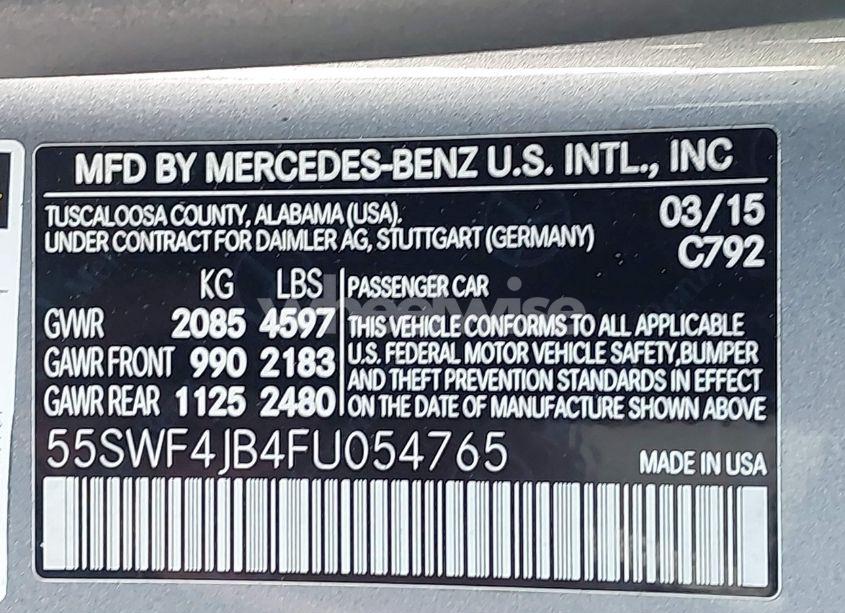 MFD BY MERCEDES-BENZ U.S. INTL., INC
TUSCALOOSA COUNTY, ALABAMA (USA). 03/15
UNDER CONTRACT FOR DAIMLER AG, STUTTGART (GERMANY) C792
KG LBS PASSENGER CAR
GVWR 2085 4597 THIS VEHICLE CONFORMS TO ALL APPLICABLE
GAWR FRONT 990 2183 U.S. FEDERAL MOTOR VEHICLE SAFETY,BUMPER
AND THEFT PREVENTION STANDARDS IN EFFECT
GAWR REAR 1125 2480 ON THE DATE OF MANUFACTURE SHOWN ABOVE
55SWF4JB4FU054765 MADE IN USA
wheelwise